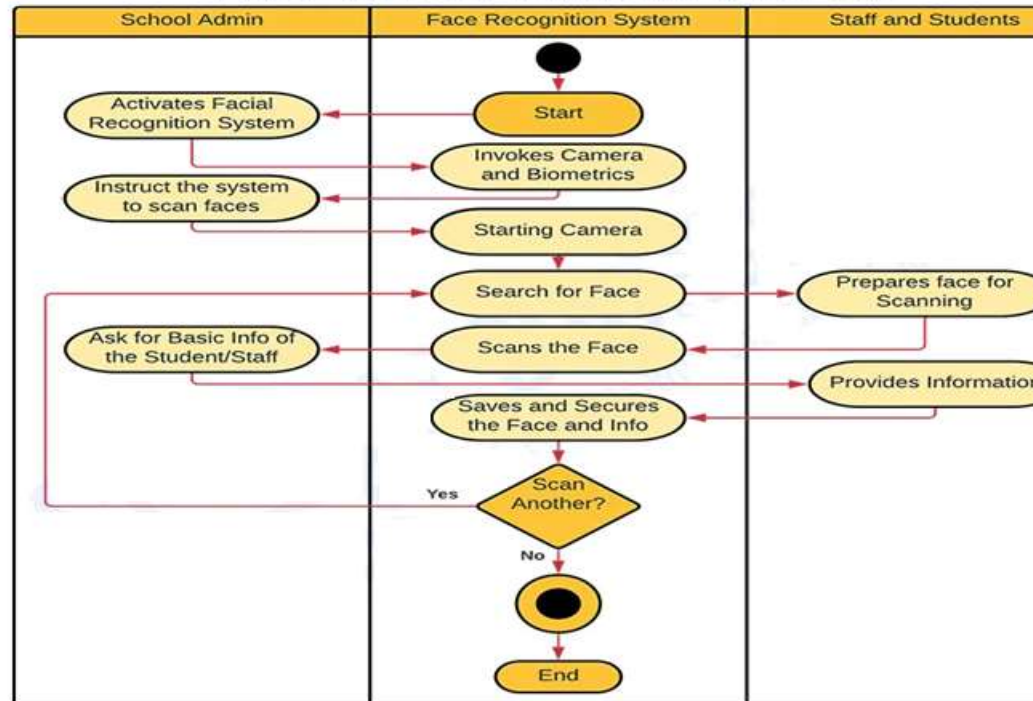 School Admin
Face Recognition System
Staff and Students
Start
Activates Facial
Recognition System
Invokes Camera
and Biometrics
Instruct the system
to scan faces
Starting Camera
Search for Face
Prepares face for
Scanning
Scans the Face
Ask for Basic Info of
the Student/Staff
Provides Information
Saves and Secures
the Face and Info
Scan
Another?
Yes
No
End